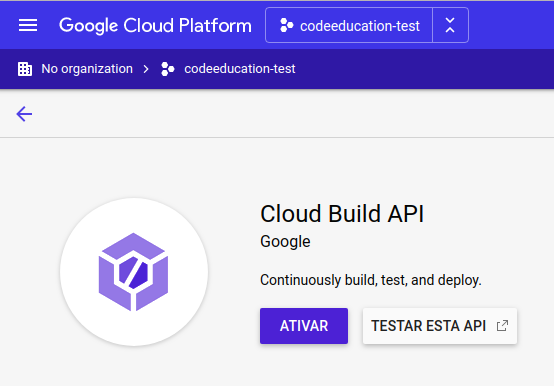 Google Cloud Platform codeeducation-test
No organization codeeducation-test
Cloud Build API
Google
Continuously build, test, and deploy.
ATIVAR TESTAR ESTA API